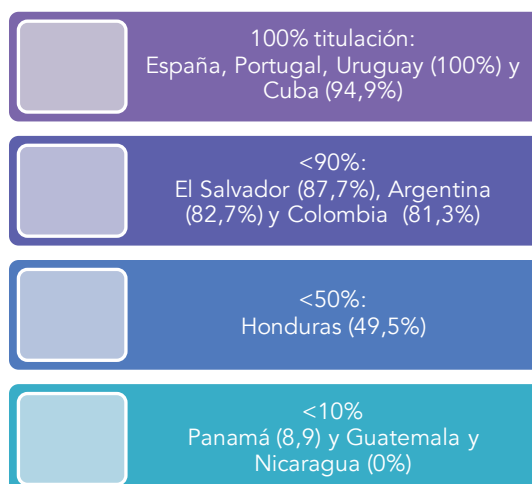 100% titulación:
España, Portugal, Uruguay (100%) y
Cuba (94,9%)
<90%:
El Salvador (87,7%), Argentina
(82,7%) y Colombia (81,3%)
<50%:
Honduras (49,5%)
<10%
Panamá (8,9) y Guatemala y
Nicaragua (0%)